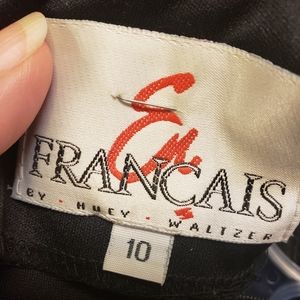 En
FRANÇAIS
BY · HUEY · WALTZER
10